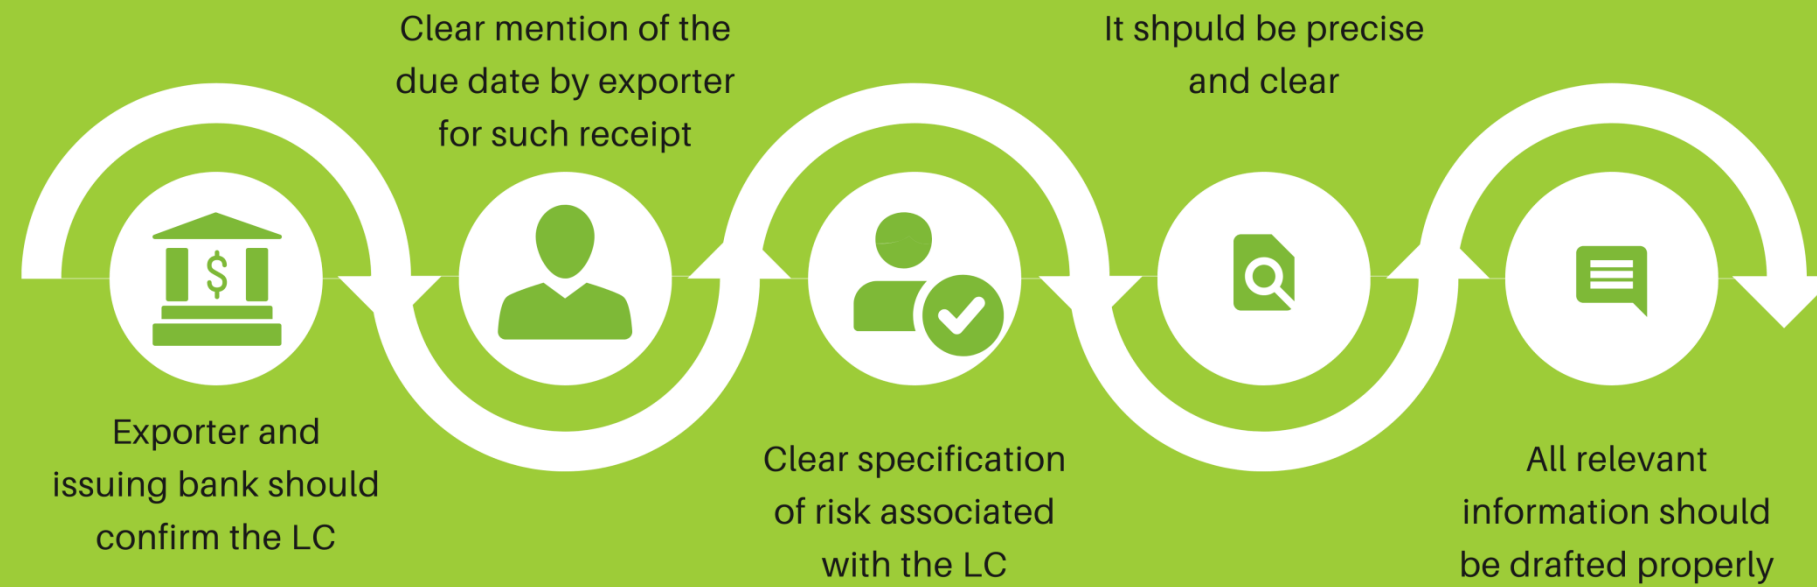 Exporter and
issuing bank should
confirm the LC
Clear mention of the
due date by exporter
for such receipt
Clear specification
of risk associated
with the LC
It shpuld be precise
and clear
All relevant
information should
be drafted properly
$